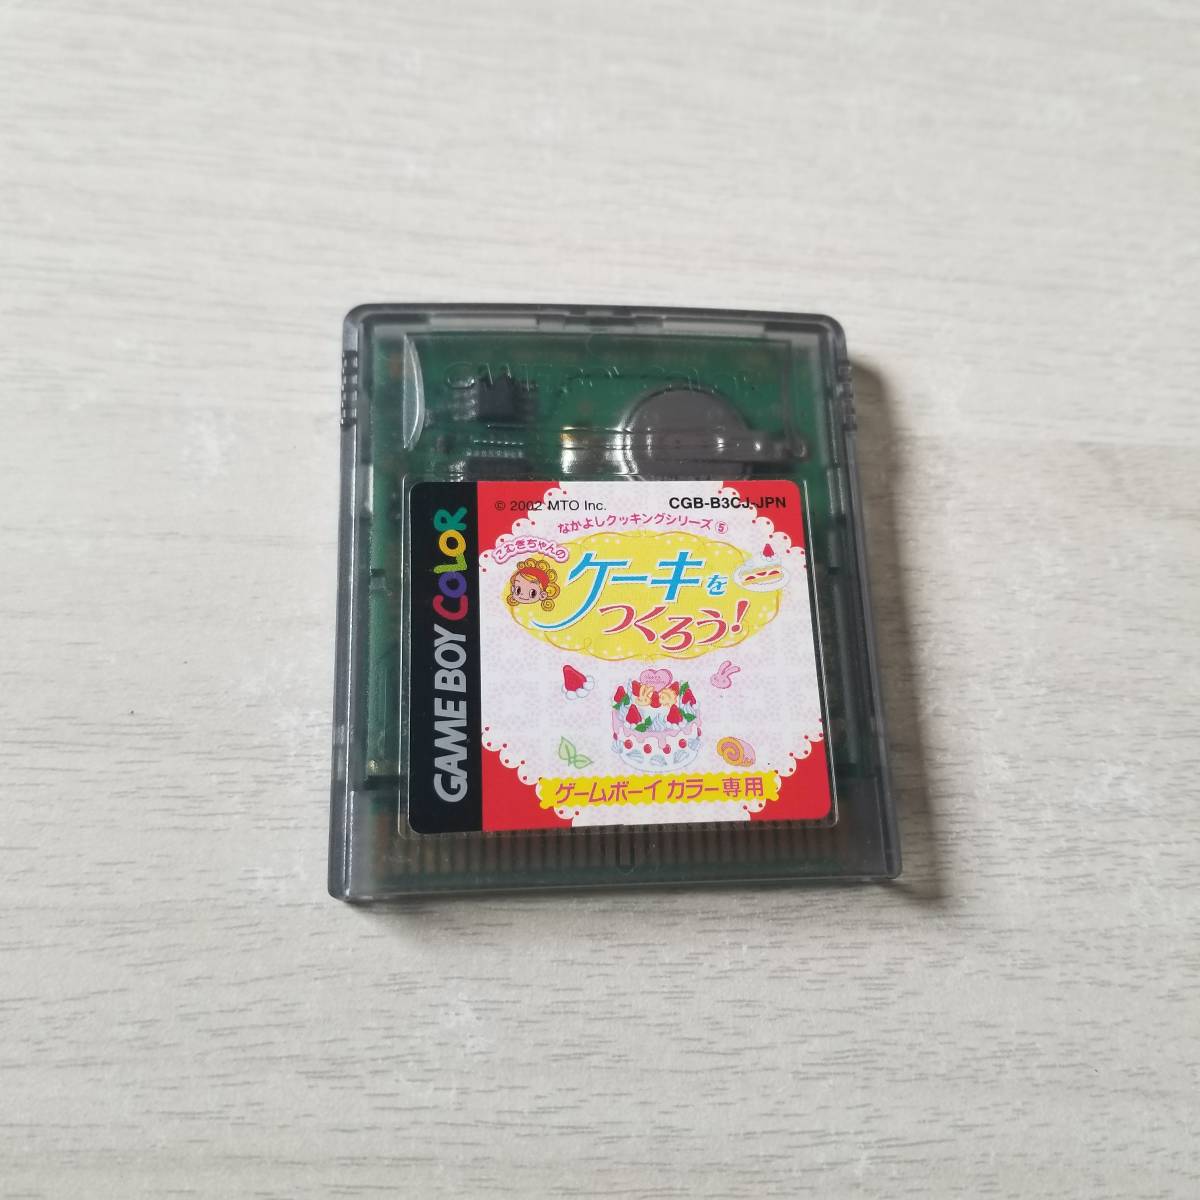 © 2002 MTO Inc.
CGB-B3CJ-JPN
なかよしクッキングシリーズ⑤
こむぎちゃんの
ケーキを
つくろう!
ゲームボーイ カラー専用
GAME BOY COLOR